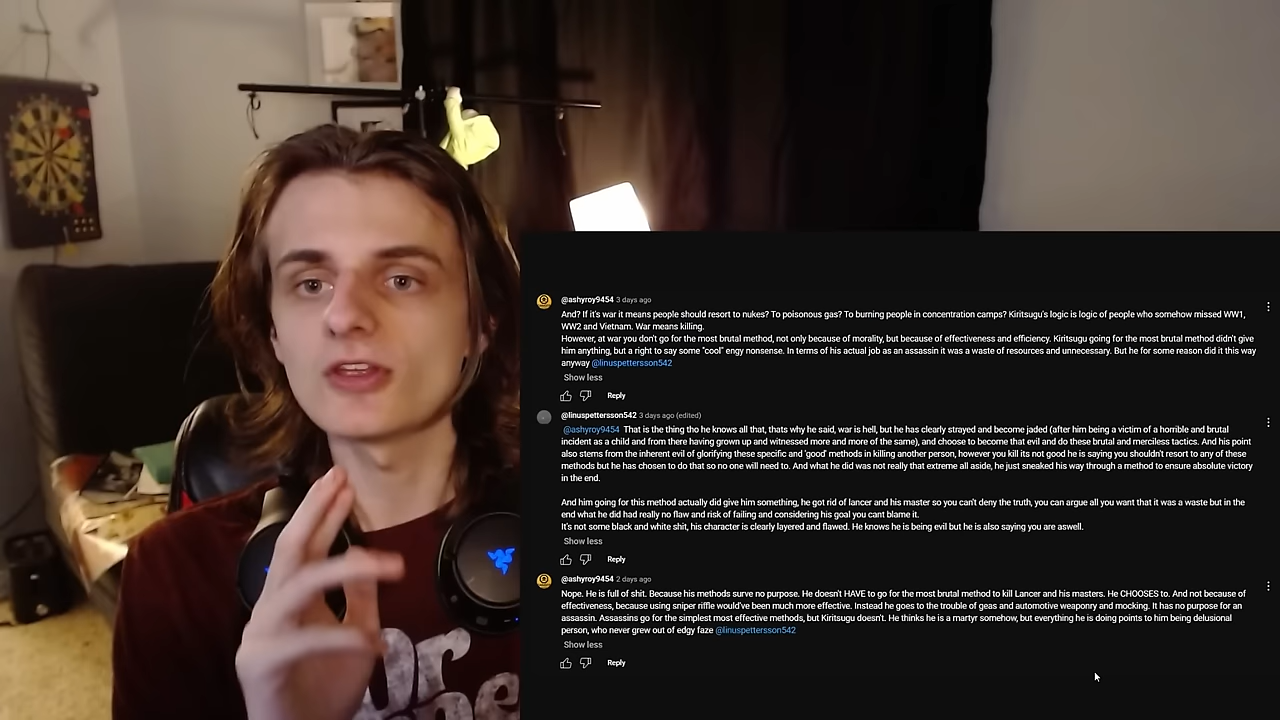 @ashyroy9454 3 days ago
And? If it's war it means people should resort to nukes? To poisonous gas? To burning people in concentration camps? Kiritsugu's logic is logic of people who somehow missed WW1,
WW2 and Vietnam. War means killing.
However, at war you don't go for the most brutal method, not only because of morality, but because of effectiveness and efficiency. Kiritsugu going for the most brutal method didn't give
him anything, but a right to say some "cool" engy nonsense. In terms of his actual job as an assassin it was a waste of resources and unnecessary. But he for some reason did it this way
anyway @linuspettersson542
Show less
Reply
@linuspettersson542 3 days ago (edited)
@ashyroy9454 That is the thing tho he knows all that, thats why he said, war is hell, but he has clearly strayed and become jaded (after him being a victim of a horrible and brutal
incident as a child and from there having grown up and witnessed more and more of the same), and choose to become that evil and do these brutal and merciless tactics. And his point
also stems from the inherent evil of glorifying these specific and 'good' methods in killing another person, however you kill its not good he is saying you shouldn't resort to any of these
methods but he has chosen to do that so no one will need to. And what he did was not really that extreme all aside, he just sneaked his way through a method to ensure absolute victory
in the end.
And him going for this method actually did give him something, he got rid of lancer and his master so you can't deny the truth, you can argue all you want that it was a waste but in the
end what he did had really no flaw and risk of failing and considering his goal you cant blame it.
It's not some black and white shit, his character is clearly layered and flawed. He knows he is being evil but he is also saying you are aswell.
Show less
Reply
@ashyroy9454 2 days ago
Nope. He is full of shit. Because his methods surve no purpose. He doesn't HAVE to go for the most brutal method to kill Lancer and his masters. He CHOOSES to. And not because of
effectiveness, because using sniper riffle would've been much more effective. Instead he goes to the trouble of geas and automotive weaponry and mocking. It has no purpose for an
assassin. Assassins go for the simplest most effective methods, but Kiritsugu doesn't. He thinks he is a martyr somehow, but everything he is doing points to him being delusional
person, who never grew out of edgy faze @linuspettersson542
Show less
Reply